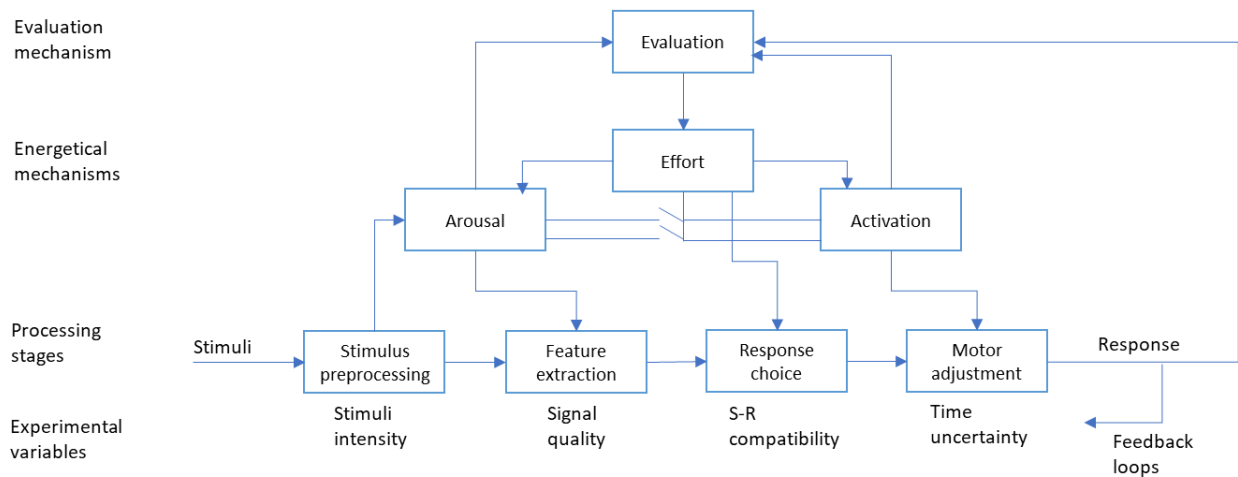 Evaluation
mechanism
Evaluation
Energetical
mechanisms
Effort
Arousal
Activation
Processing
stages
Stimuli
Stimulus
preprocessing
Feature
extraction
Response
choice
Motor
adjustment
Response
Experimental
variables
Stimuli
intensity
Signal
quality
S-R
compatibility
Time
uncertainty
Feedback
loops